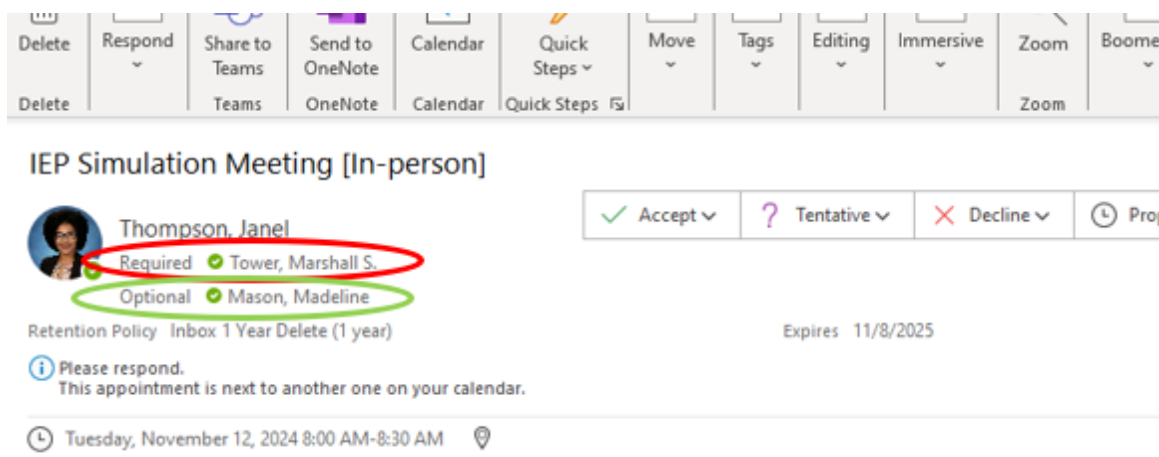 Delete Respond Share to Teams Send to OneNote Calendar Quick Steps Move Tags Editing Immersive Zoom Boome
Delete Teams OneNote Calendar Quick Steps Zoom
IEP Simulation Meeting [In-person]
Thompson, Janel
Accept Tentative Decline Prop
Required Tower, Marshall S.
Optional Mason, Madeline
Retention Policy Inbox 1 Year Delete (1 year) Expires 11/8/2025
Please respond.
This appointment is next to another one on your calendar.
Tuesday, November 12, 2024 8:00 AM-8:30 AM